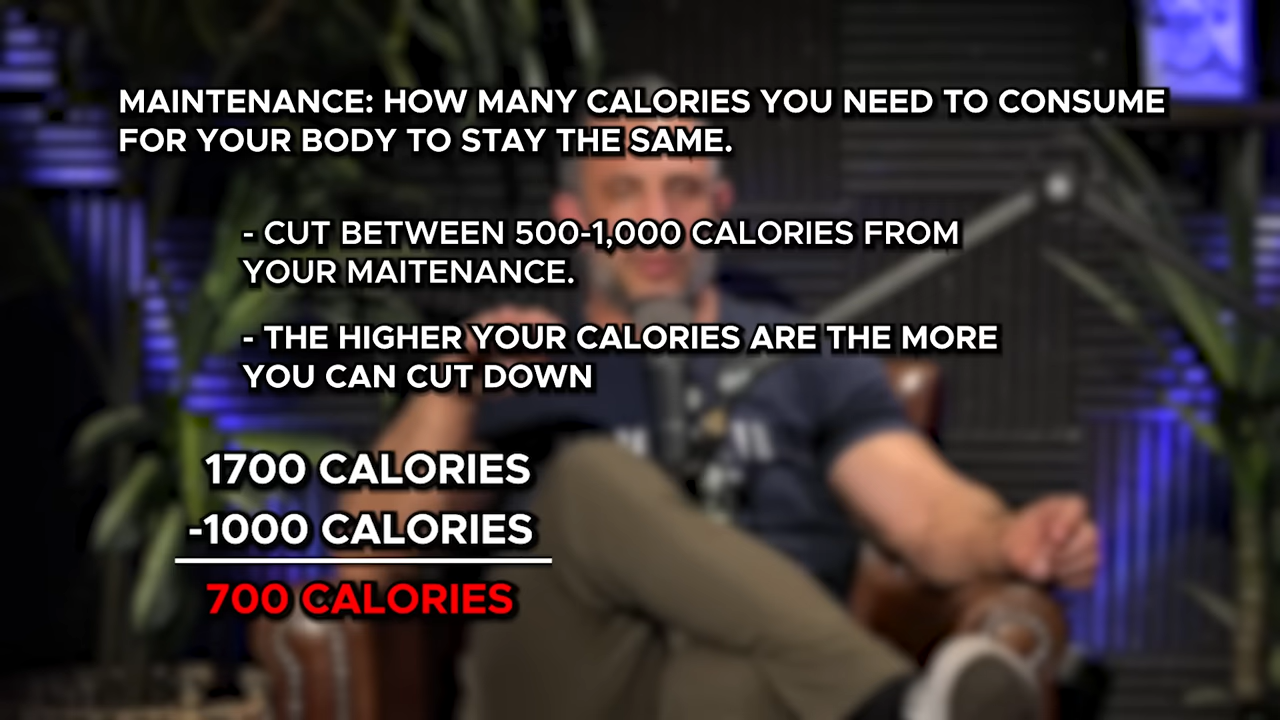 MAINTENANCE: HOW MANY CALORIES YOU NEED TO CONSUME
FOR YOUR BODY TO STAY THE SAME.
- CUT BETWEEN 500-1,000 CALORIES FROM
YOUR MAITENANCE.
- THE HIGHER YOUR CALORIES ARE THE MORE
YOU CAN CUT DOWN
1700 CALORIES
-1000 CALORIES
700 CALORIES